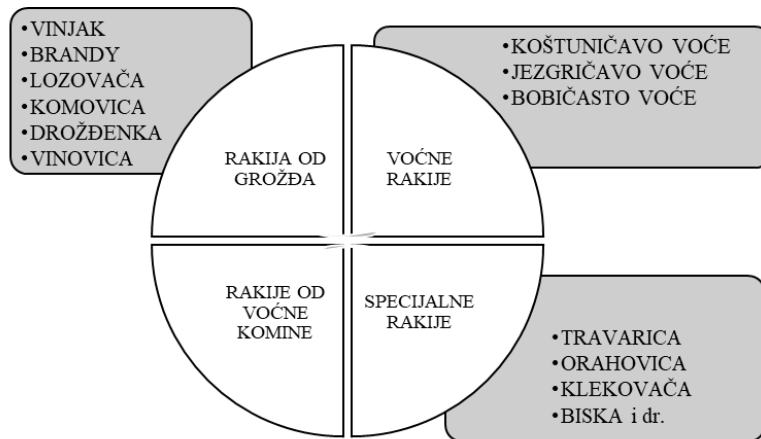 •VINJAK
•BRANDY
•LOZOVAČA
•KOMOVICA
•DROŽĐENKA
•VINOVICA
•KOŠTUNIČAVO VOĆE
•JEZGRIČAVO VOĆE
•BOBIČASTO VOĆE
RAKIJA OD
GROŽĐA
VOĆNE
RAKIJE
RAKIJE OD
VOĆNE
KOMINE
SPECIJALNE
RAKIJE
•TRAVARICA
•ORAHOVICA
•KLEKOVAČA
•BISKA i dr.